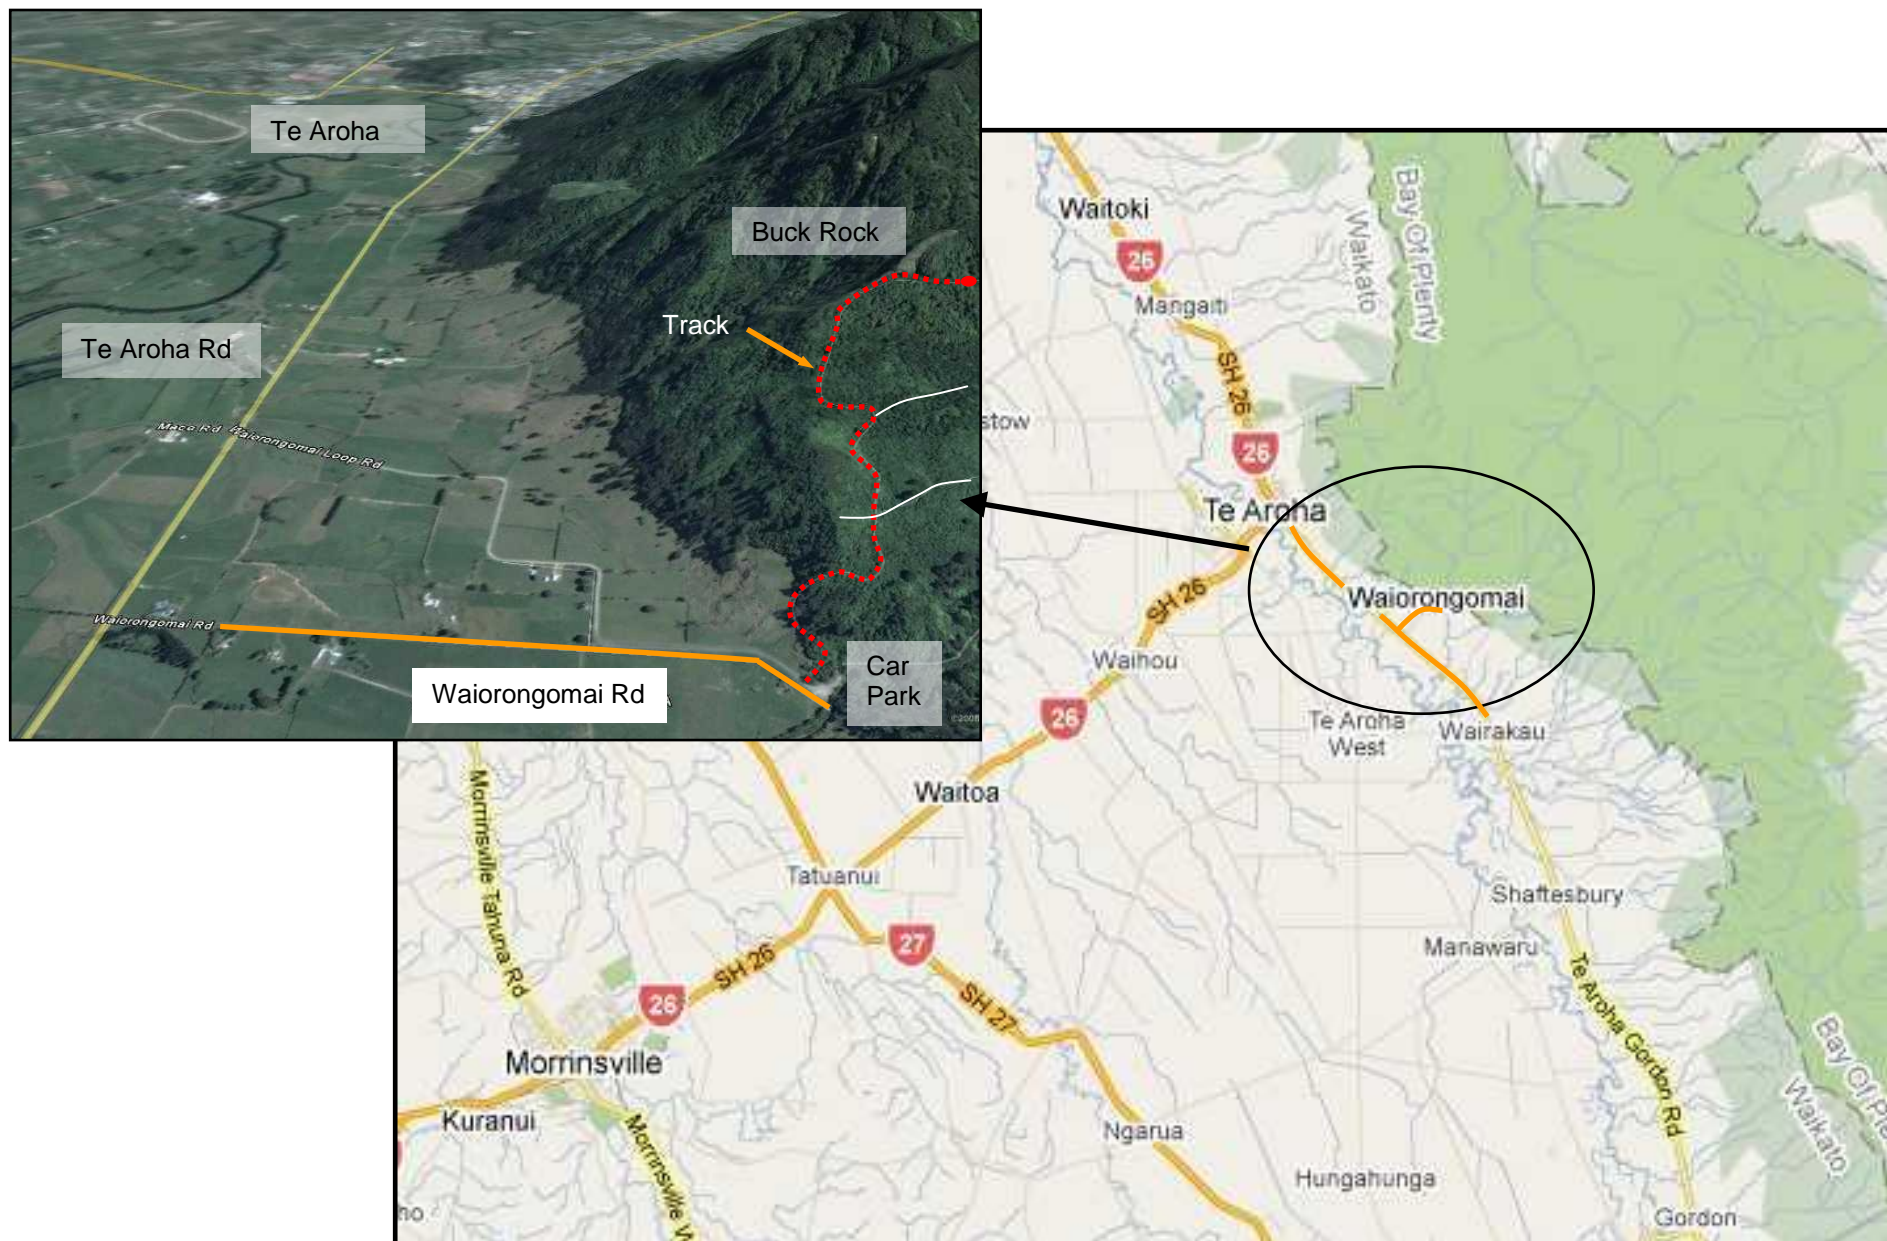 Te Aroha
Buck Rock
Track
Te Aroha Rd
Maco Rd
Waiorongomai Loop Rd
Waiorongomai Rd
Waiorongomai Rd
Car
Park
©2008
Waitoki
26
Mangaiti
SH 26
26
Bay Of Plenty
Waikato
stow
Te Aroha
SH 26
Waiorongomai
Waihou
26
Te Aroha
West
Wairakau
Waitoa
Morrinsville Tahuna Rd
Tatuanui
Shaftesbury
Manawaru
27
SH 26
26
SH 27
Te Aroha Gordon Rd
Morrinsville
Kuranui
Ngarua
Morrinsville W
Hungahunga
Gordon
Bay Of Ple
Waikato
ho